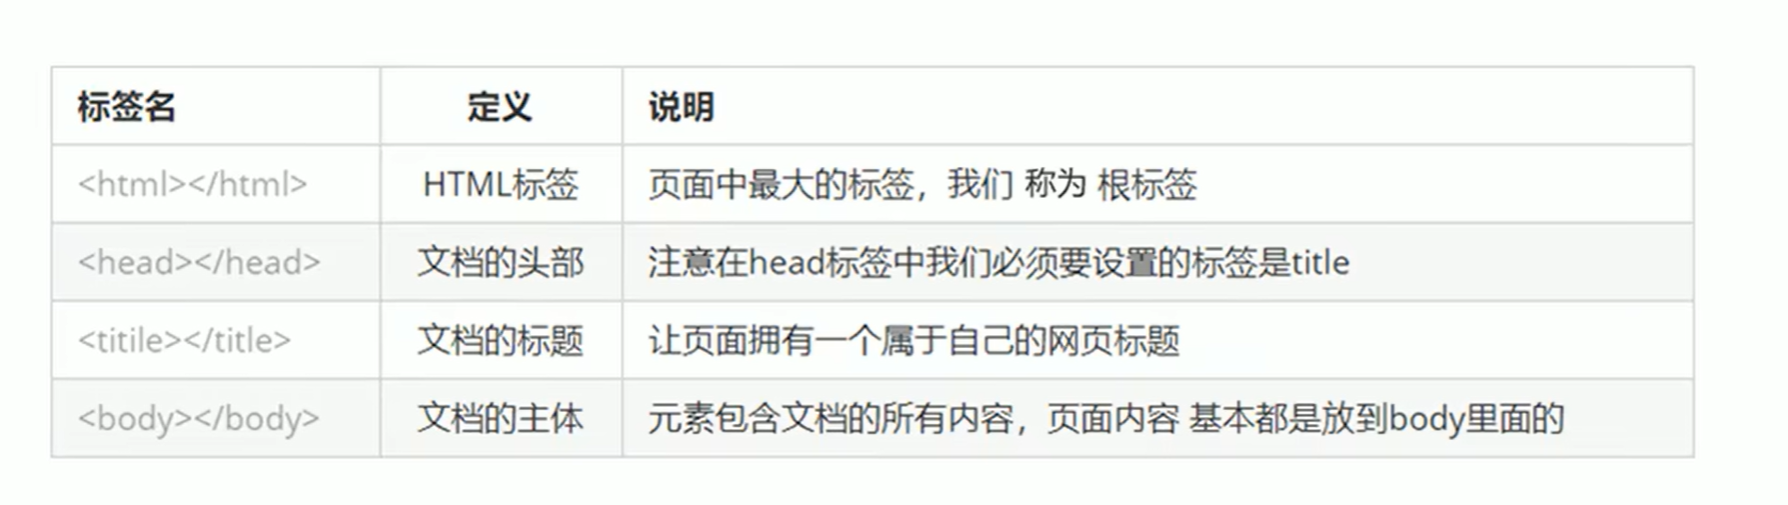 标签名 定义 说明
<html></html> HTML标签 页面中最大的标签，我们 称为 根标签
<head></head> 文档的头部 注意在head标签中我们必须要设置的标签是title
<titile></title> 文档的标题 让页面拥有一个属于自己的网页标题
<body></body> 文档的主体 元素包含文档的所有内容，页面内容 基本都是放到body里面的